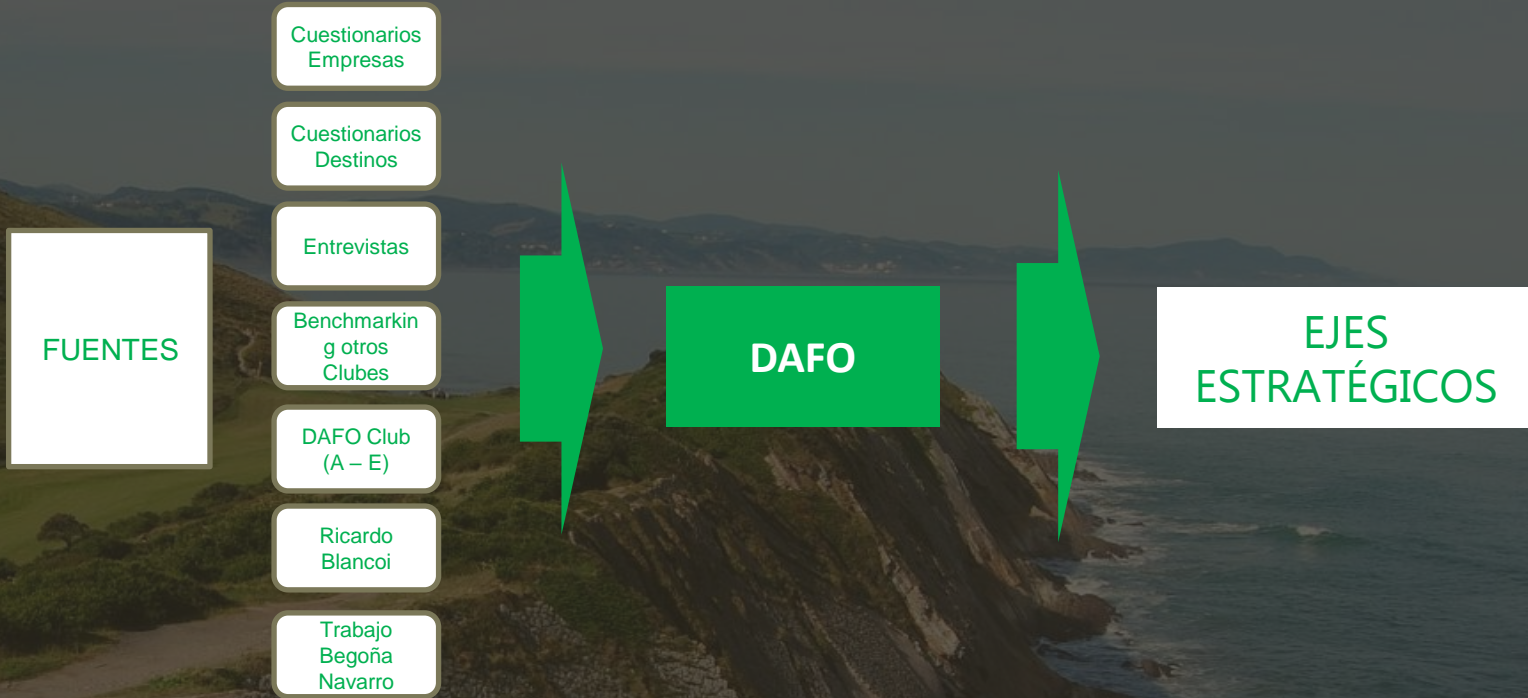 FUENTES
Cuestionarios
Empresas
Cuestionarios
Destinos
Entrevistas
Benchmarkin
g otros
Clubes
DAFO Club
(A – E)
Ricardo
Blancoi
Trabajo
Begoña
Navarro
DAFO
EJES
ESTRATÉGICOS